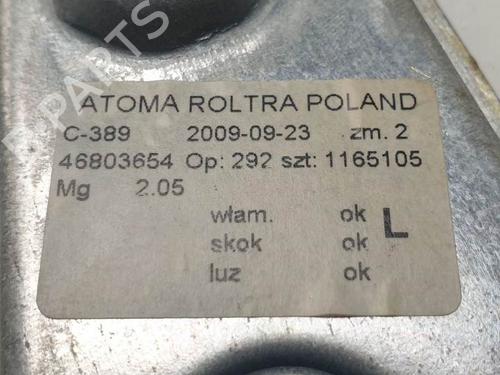 ATOMA ROLTRA POLAND
C-389 2009-09-23 zm. 2
46803654 Op: 292 szt: 1165105
Mg 2.05
włam. ok L
skok ok
luz ok
PARTS